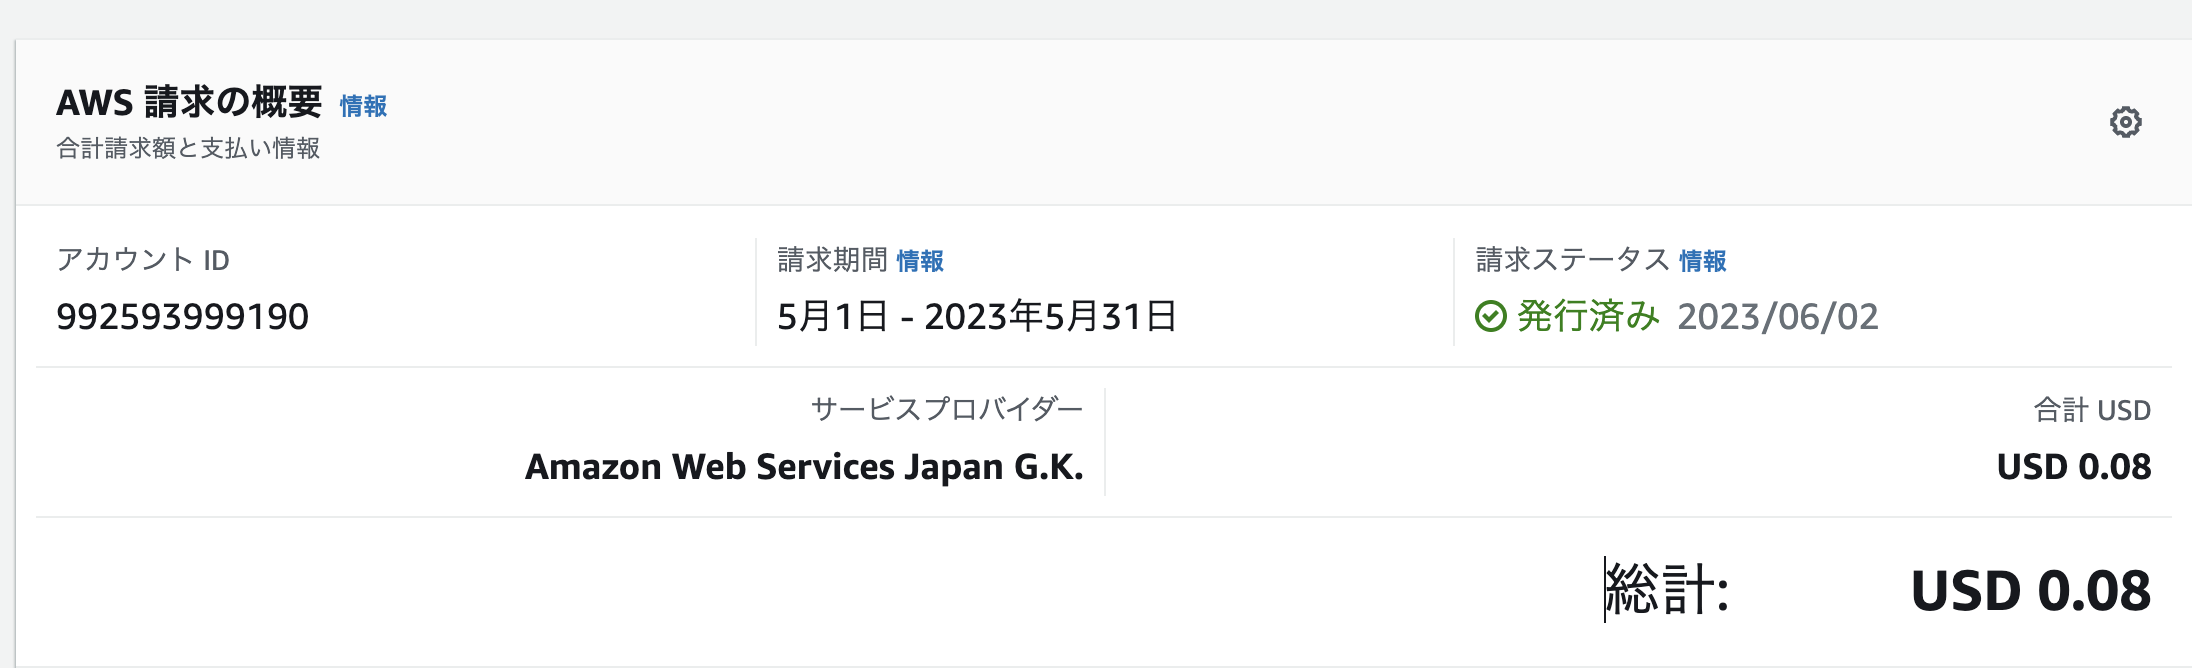 AWS 請求の概要 情報
合計請求額と支払い情報
アカウント ID
992593999190
請求期間 情報
5月1日 - 2023年5月31日
請求ステータス 情報
発行済み 2023/06/02
サービスプロバイダー
Amazon Web Services Japan G.K.
合計 USD
USD 0.08
総計: USD 0.08